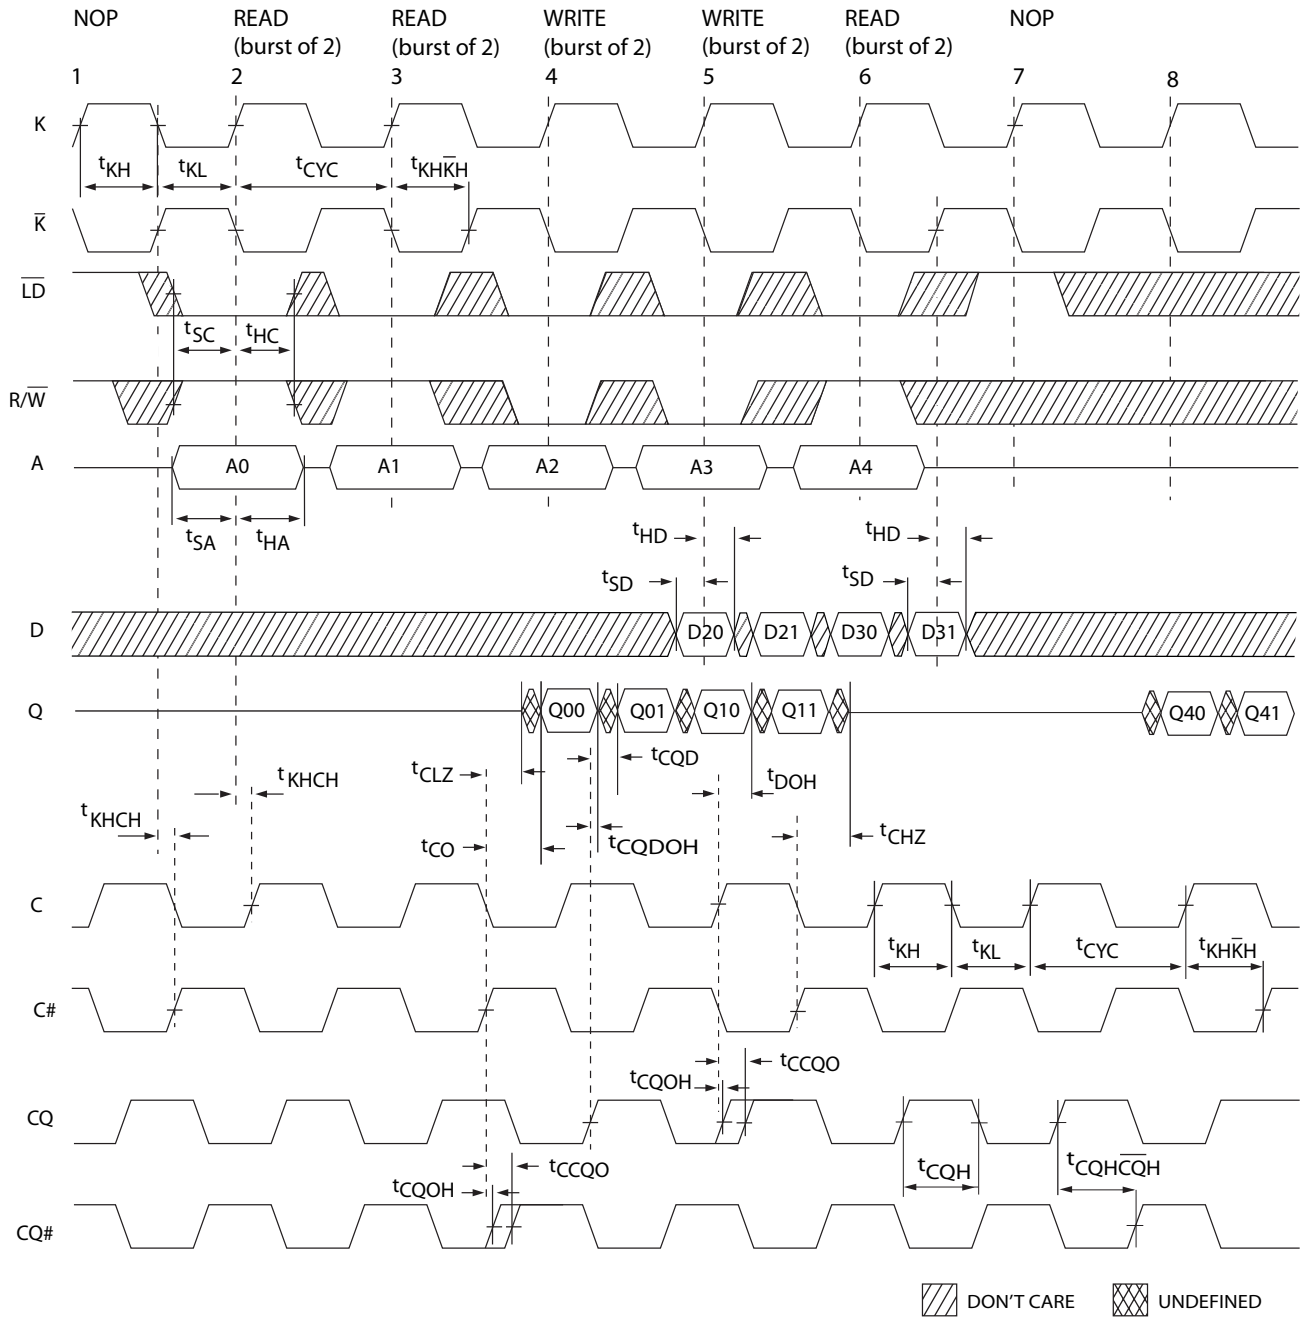 NOP READ READ WRITE WRITE READ NOP
(burst of 2) (burst of 2) (burst of 2) (burst of 2) (burst of 2)
1 2 3 4 5 6 7 8
K
tKH tKL tCYC tKHK̅H
K̅
L̅D̅
tSC tHC
R/W̅
A A0 A1 A2 A3 A4
tSA tHA tHD tHD
tSD tSD
D D20 D21 D30 D31
Q Q00 Q01 Q10 Q11 Q40 Q41
tCLZ tCQD
tKHCH tDOH
tKHCH tCO tCQDOH tCHZ
C
tKH tKL tCYC tKHK̅H
C#
tCQOH tCCQO
CQ
tCQOH tCCQO tCQH tCQHC̅Q̅H
CQ#
DON'T CARE UNDEFINED